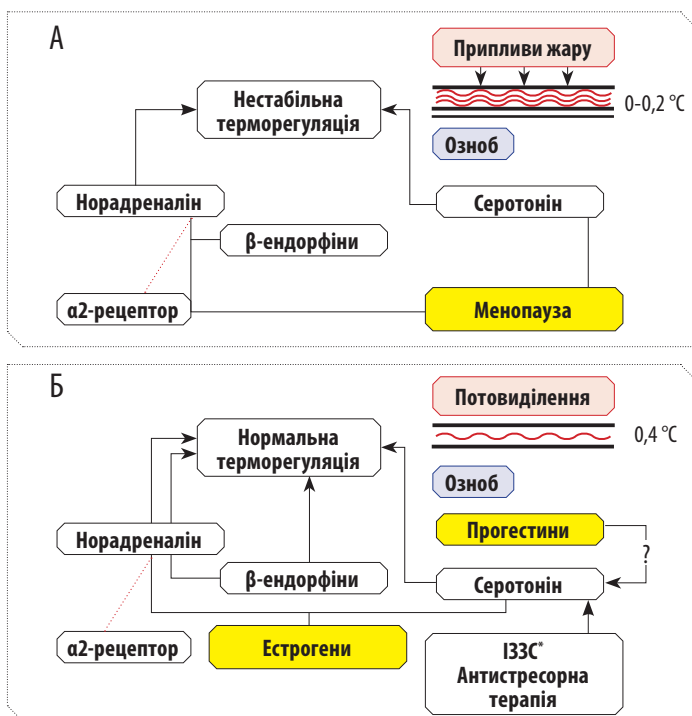 А
Припливи жару
0-0,2 °C
Нестабільна
терморегуляція
Озноб
Норадреналін
Серотонін
β-ендорфіни
α2-рецептор
Менопауза
Б
Потовиділення
0,4 °C
Нормальна
терморегуляція
Озноб
Прогестини
Норадреналін
?
β-ендорфіни
Серотонін
α2-рецептор
Естрогени
ІЗЗС*
Антистресорна
терапія